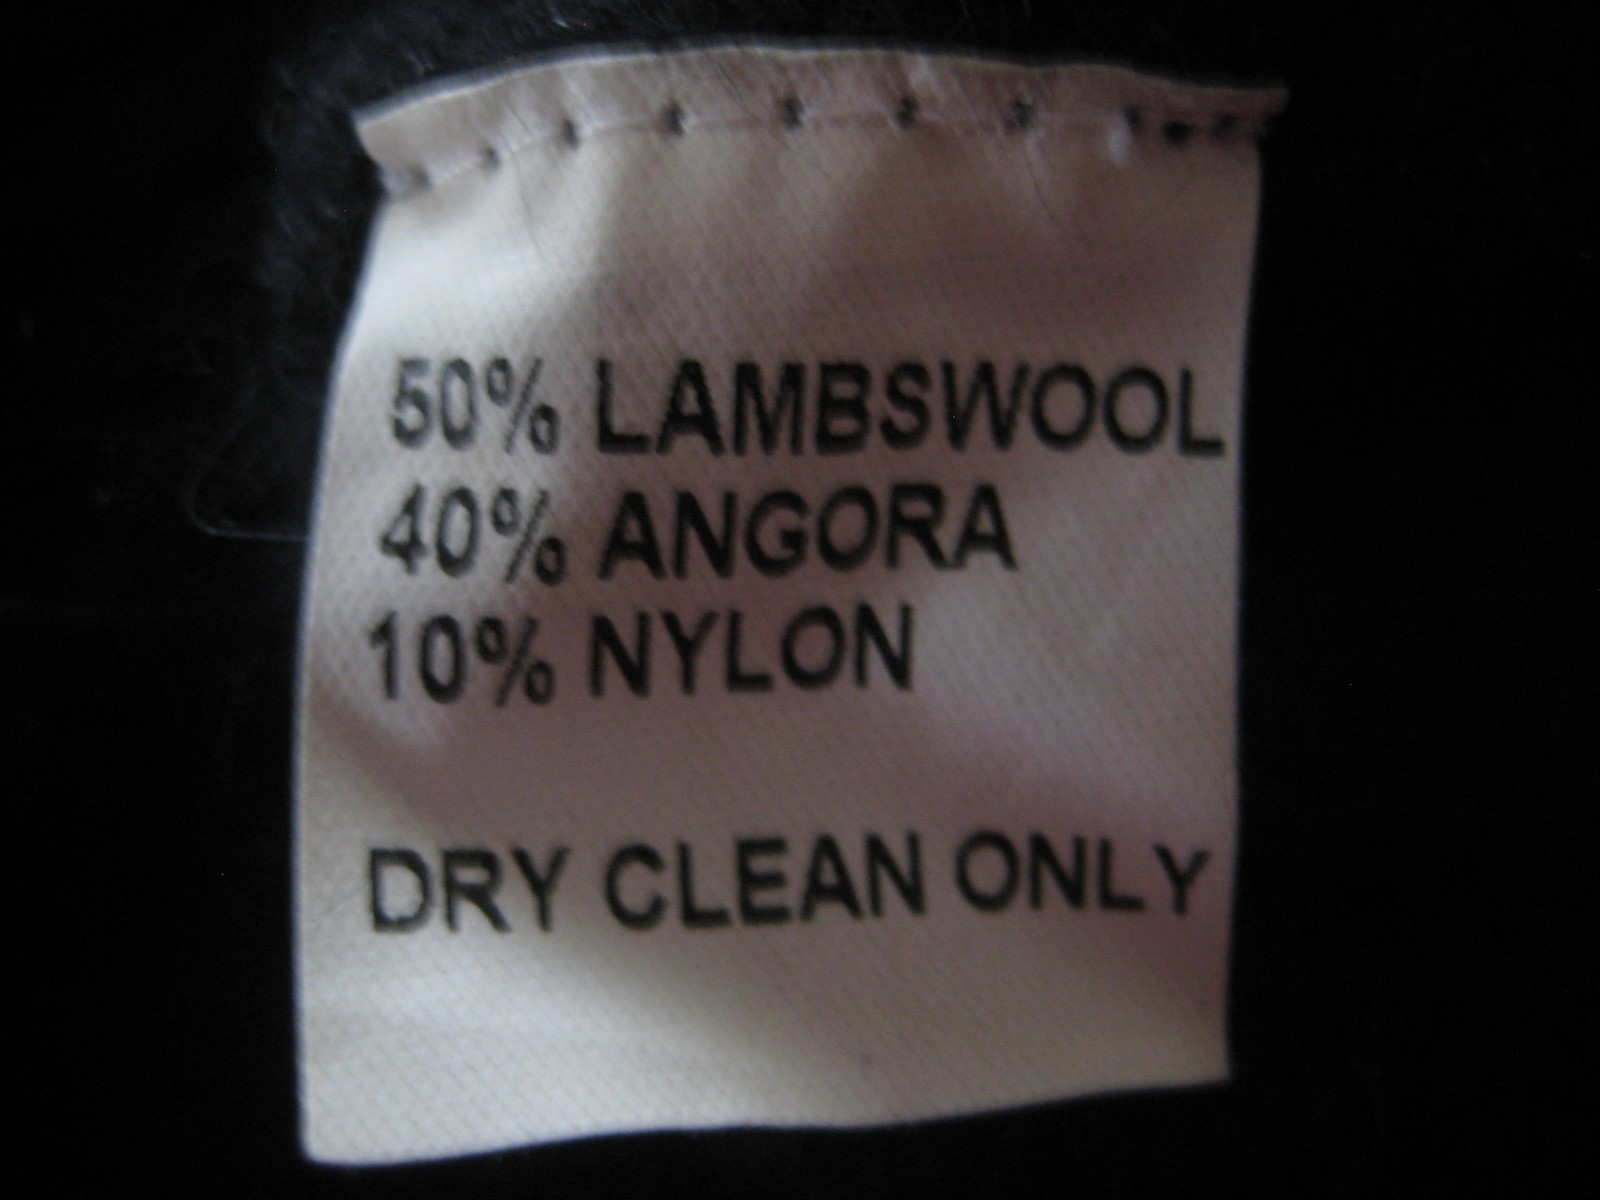 50% LAMBSWOOL
40% ANGORA
10% NYLON
DRY CLEAN ONLY